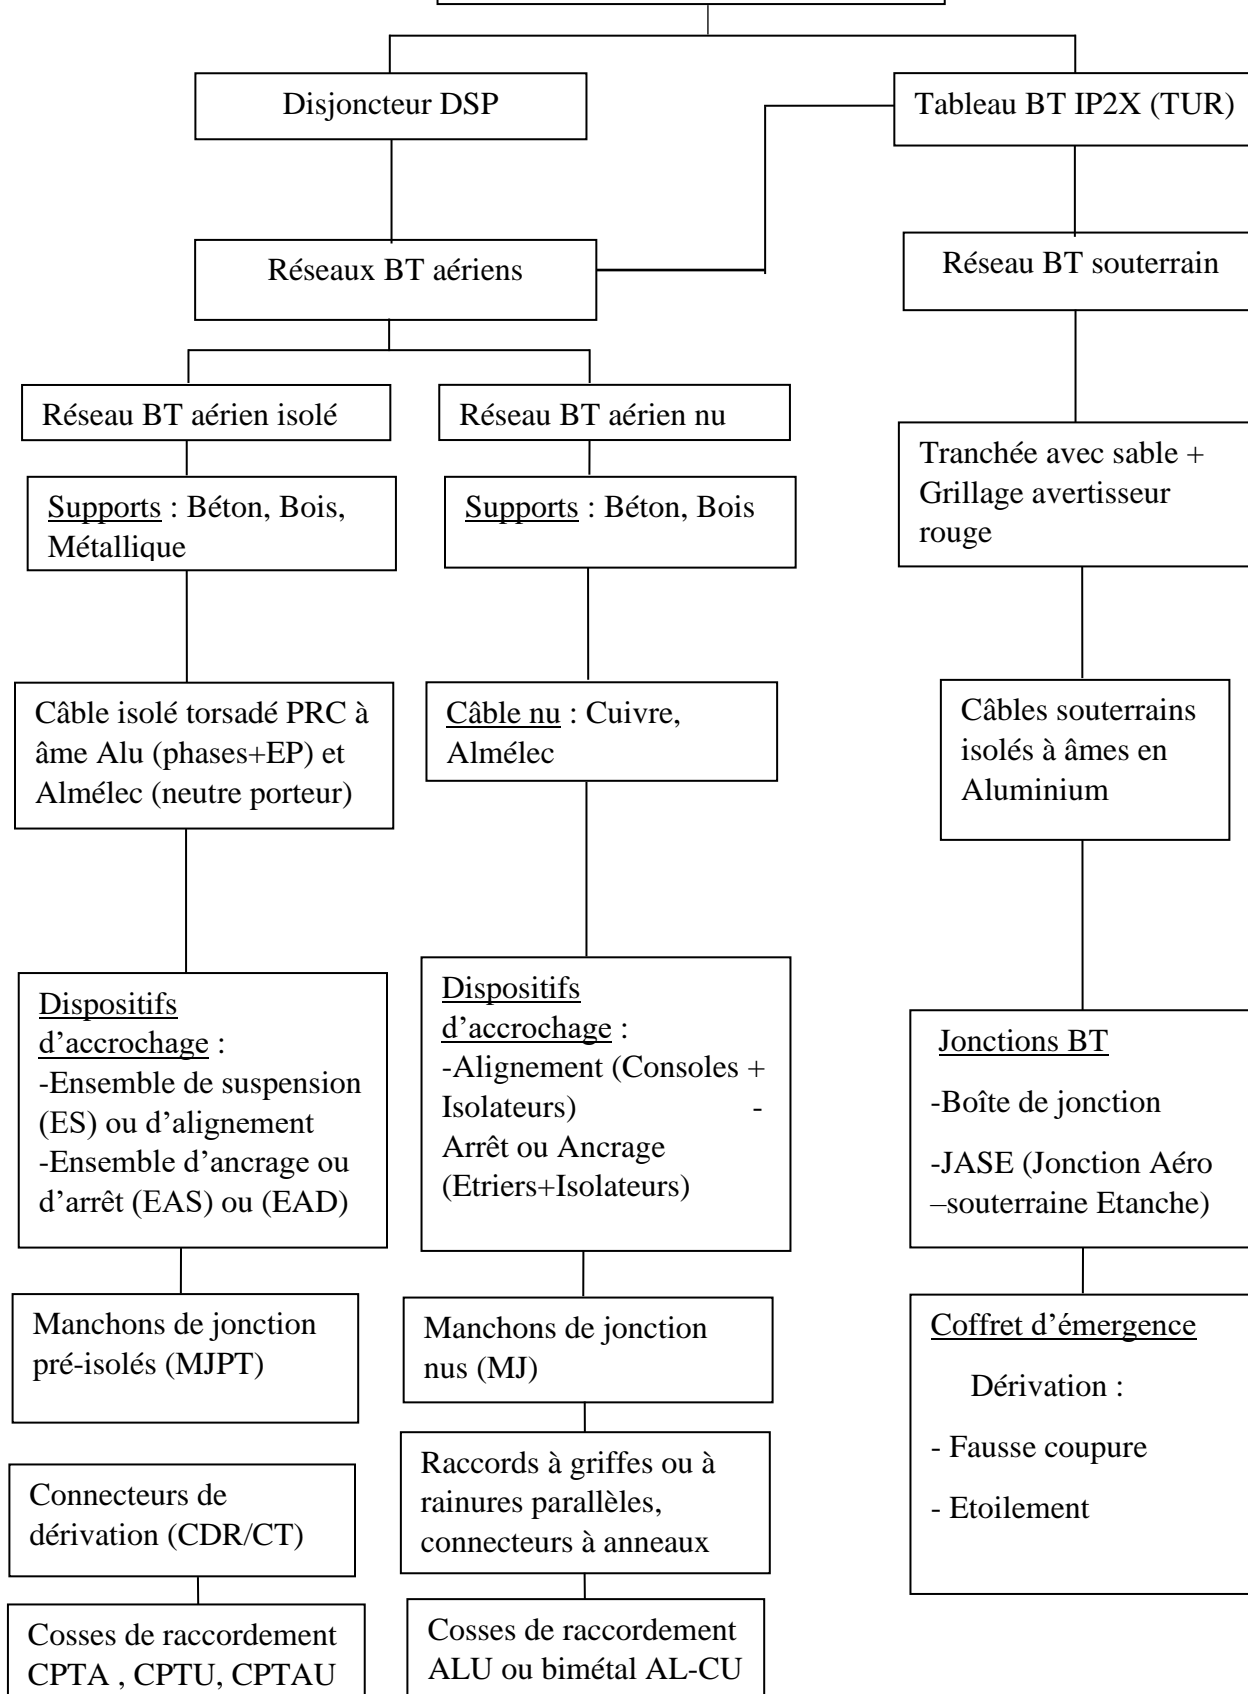 Disjoncteur DSP
Tableau BT IP2X (TUR)
Réseaux BT aériens
Réseau BT souterrain
Réseau BT aérien isolé
Réseau BT aérien nu
Supports : Béton, Bois,
Métallique
Supports : Béton, Bois
Tranchée avec sable +
Grillage avertisseur
rouge
Câble isolé torsadé PRC à
âme Alu (phases+EP) et
Almélec (neutre porteur)
Câble nu : Cuivre,
Almélec
Câbles souterrains
isolés à âmes en
Aluminium
Dispositifs
d’accrochage :
-Ensemble de suspension
(ES) ou d’alignement
-Ensemble d’ancrage ou
d’arrêt (EAS) ou (EAD)
Dispositifs
d’accrochage :
-Alignement (Consoles +
Isolateurs) -
Arrêt ou Ancrage
(Etriers+Isolateurs)
Jonctions BT
-Boîte de jonction
-JASE (Jonction Aéro
–souterraine Etanche)
Manchons de jonction
pré-isolés (MJPT)
Manchons de jonction
nus (MJ)
Coffret d’émergence
Dérivation :
- Fausse coupure
- Etoilement
Connecteurs de
dérivation (CDR/CT)
Raccords à griffes ou à
rainures parallèles,
connecteurs à anneaux
Cosses de raccordement
CPTA , CPTU, CPTAU
Cosses de raccordement
ALU ou bimétal AL-CU